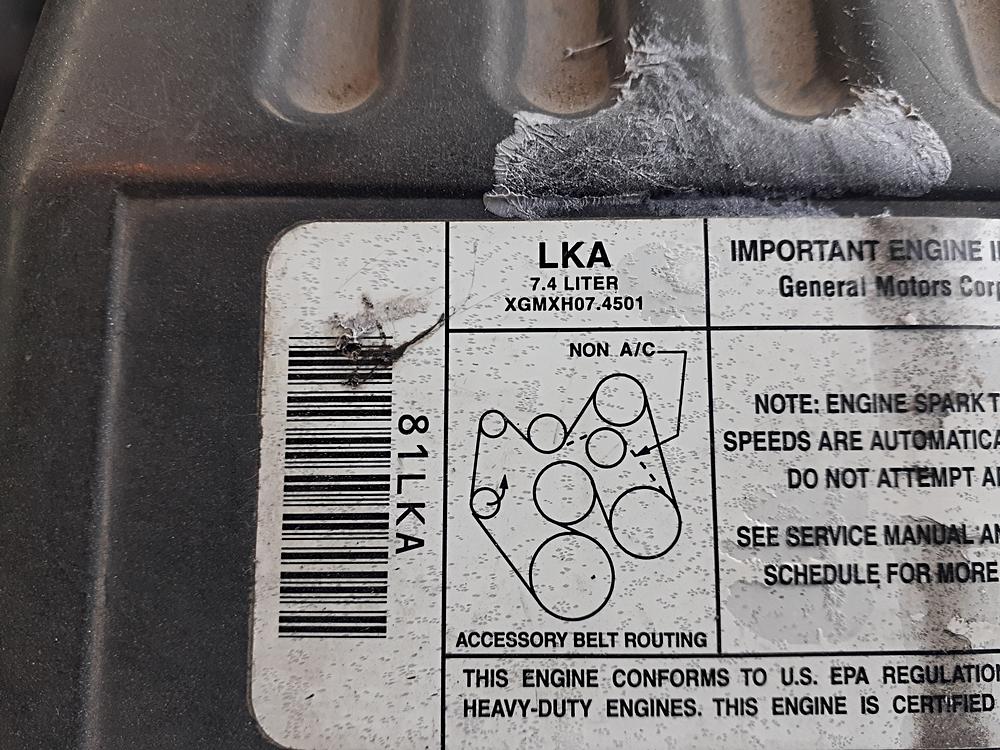 81LKA
LKA
7.4 LITER
XGMXH07.4501
NON A/C
ACCESSORY BELT ROUTING
IMPORTANT ENGINE
General Motors Corp
NOTE: ENGINE SPARK
SPEEDS ARE
DO NOT ATTEMPT
SEE SERVICE MANUAL
SCHEDULE FOR MORE
THIS ENGINE CONFORMS TO U.S. EPA
HEAVY-DUTY ENGINES. THIS ENGINE IS CERTIFIED